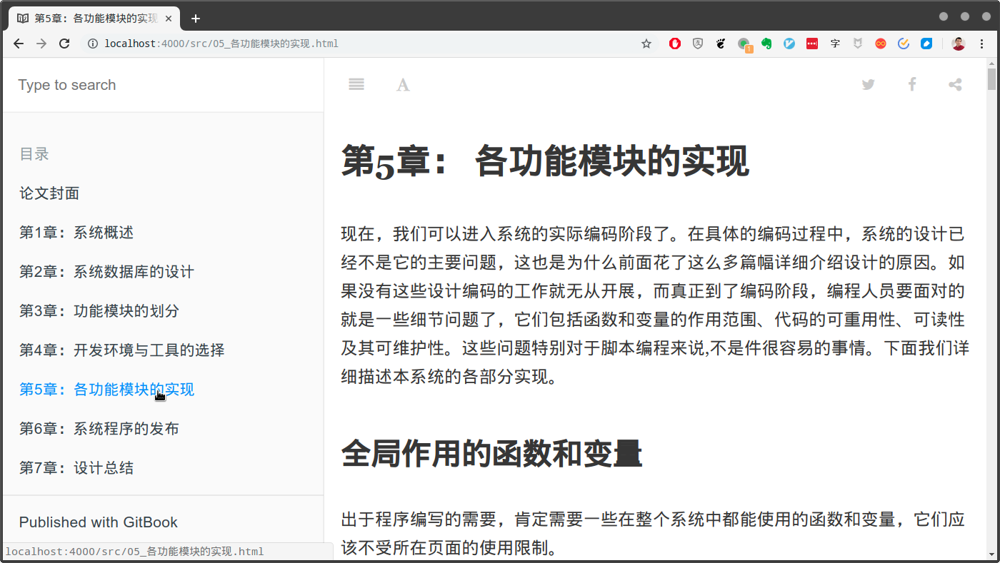 第5章：各功能模块的实现
localhost:4000/src/05_各功能模块的实现.html
字
Type to search
A
目录
论文封面
第1章：系统概述
第2章：系统数据库的设计
第3章：功能模块的划分
第4章：开发环境与工具的选择
第5章：各功能模块的实现
第6章：系统程序的发布
第7章：设计总结
Published with GitBook
localhost:4000/src/05_各功能模块的实现.html
第5章： 各功能模块的实现
现在，我们可以进入系统的实际编码阶段了。在具体的编码过程中，系统的设计已
经不是它的主要问题，这也是为什么前面花了这么多篇幅详细介绍设计的原因。如
果没有这些设计编码的工作就无从开展，而真正到了编码阶段，编程人员要面对的
就是一些细节问题了，它们包括函数和变量的作用范围、代码的可重用性、可读性
及其可维护性。这些问题特别对于脚本编程来说,不是件很容易的事情。下面我们详
细描述本系统的各部分实现。
全局作用的函数和变量
出于程序编写的需要，肯定需要一些在整个系统中都能使用的函数和变量，它们应
该不受所在页面的使用限制。